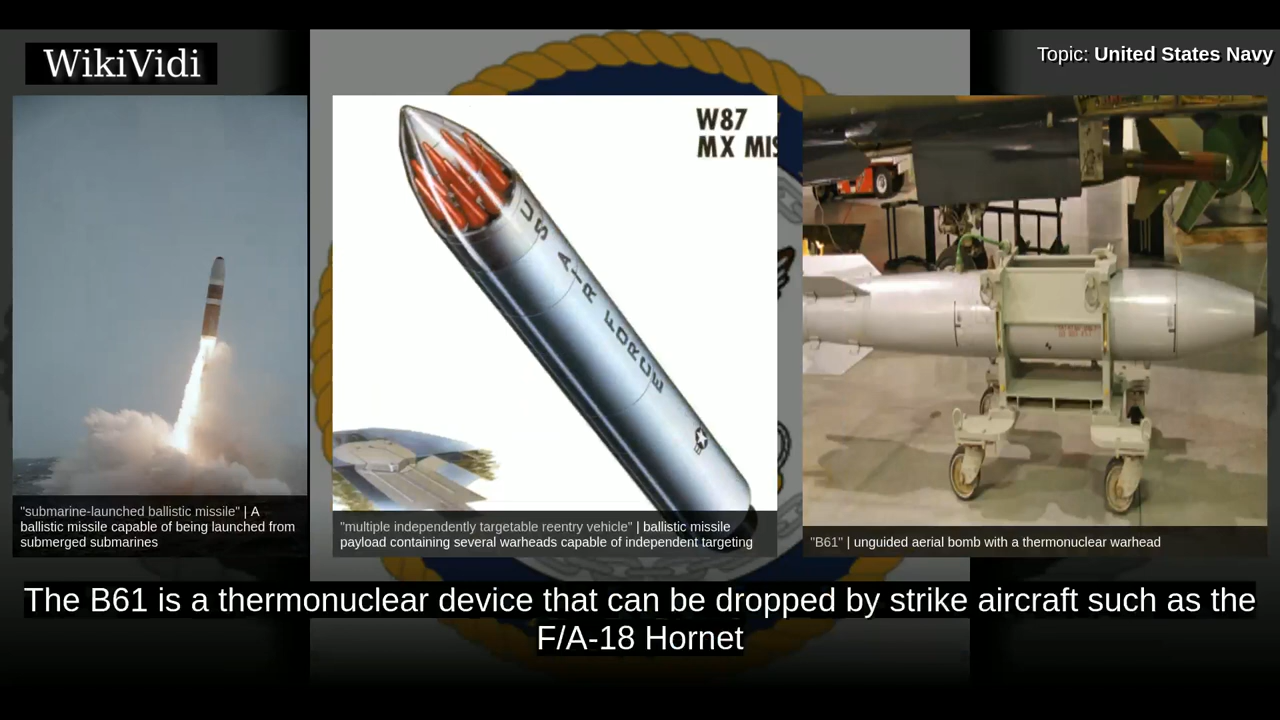 WikiVidi
Topic: United States Navy
W87
MX MIS
U S AIR FORCE
"submarine-launched ballistic missile" | A
ballistic missile capable of being launched from
submerged submarines
"multiple independently targetable reentry vehicle" | ballistic missile
payload containing several warheads capable of independent targeting
"B61" | unguided aerial bomb with a thermonuclear warhead
The B61 is a thermonuclear device that can be dropped by strike aircraft such as the
F/A-18 Hornet